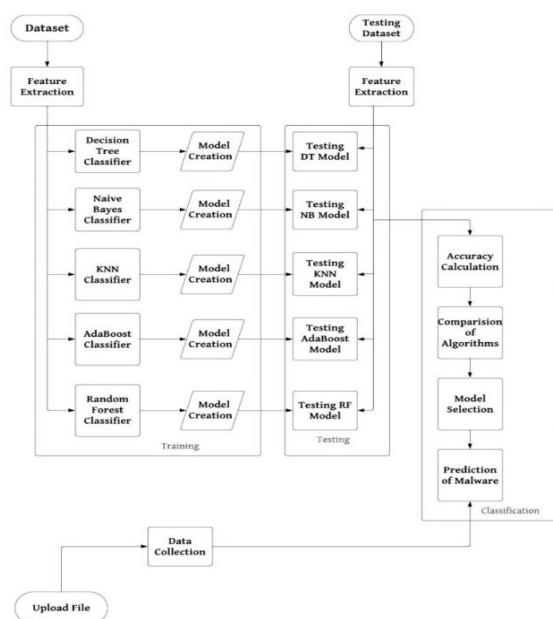 Dataset
Testing
Dataset
Feature
Extraction
Feature
Extraction
Decision
Tree
Classifier
Model
Creation
Testing
DT Model
Naive
Bayes
Classifier
Model
Creation
Testing
NB Model
KNN
Classifier
Model
Creation
Testing
KNN
Model
AdaBoost
Classifier
Model
Creation
Testing
AdaBoost
Model
Random
Forest
Classifier
Model
Creation
Testing RF
Model
Training
Testing
Accuracy
Calculation
Comparision
of
Algorithms
Model
Selection
Prediction
of Malware
Classification
Data
Collection
Upload File